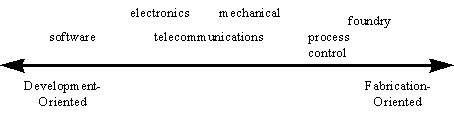 electronics mechanical
foundry
software telecommunications process
control
Development-
Oriented
Fabrication-
Oriented